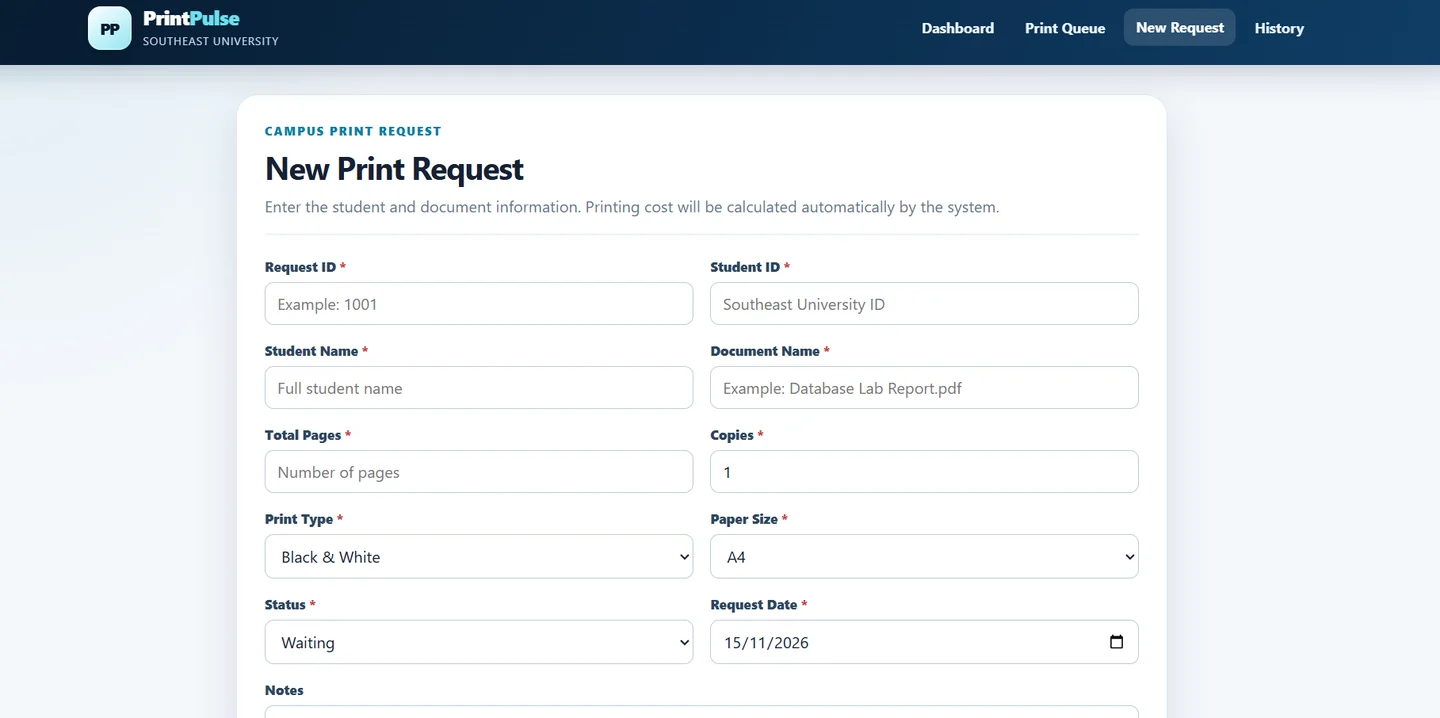 PP
PrintPulse
SOUTHEAST UNIVERSITY
Dashboard
Print Queue
New Request
History
CAMPUS PRINT REQUEST
New Print Request
Enter the student and document information. Printing cost will be calculated automatically by the system.
Request ID *
Student ID *
Example: 1001
Southeast University ID
Student Name *
Document Name *
Full student name
Example: Database Lab Report.pdf
Total Pages *
Copies *
Number of pages
1
Print Type *
Paper Size *
Black & White
A4
Status *
Request Date *
Waiting
15/11/2026
Notes